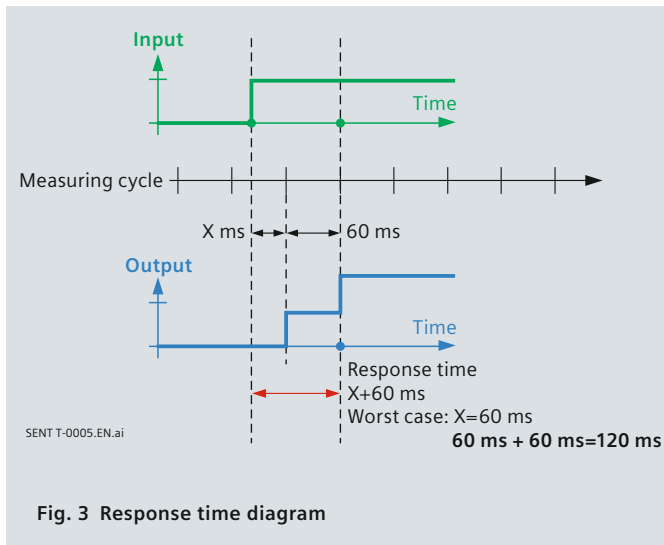 Input
Time
Measuring cycle
X ms
60 ms
Output
Time
Response time
X+60 ms
Worst case: X=60 ms
60 ms + 60 ms=120 ms
SENT T-0005.EN.ai
Fig. 3 Response time diagram